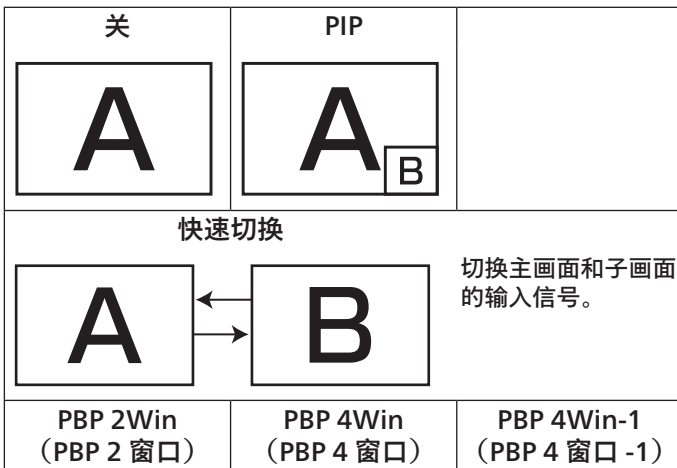 关
PIP
A
A
B
快速切换
A
B
切换主画面和子画面
的输入信号。
PBP 2Win
（PBP 2 窗口）
PBP 4Win
（PBP 4 窗口）
PBP 4Win-1
（PBP 4 窗口 -1）